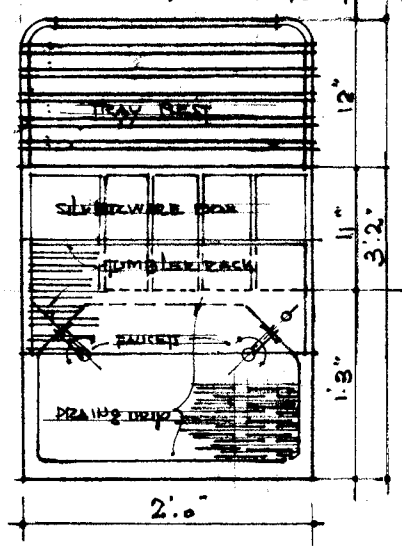 TRAY REST
12"
SILVERWARE BOX
11"
3'2"
TUMBLER RACK
FAUCETS
1'3"
DRAIN & DRIP
2'0"